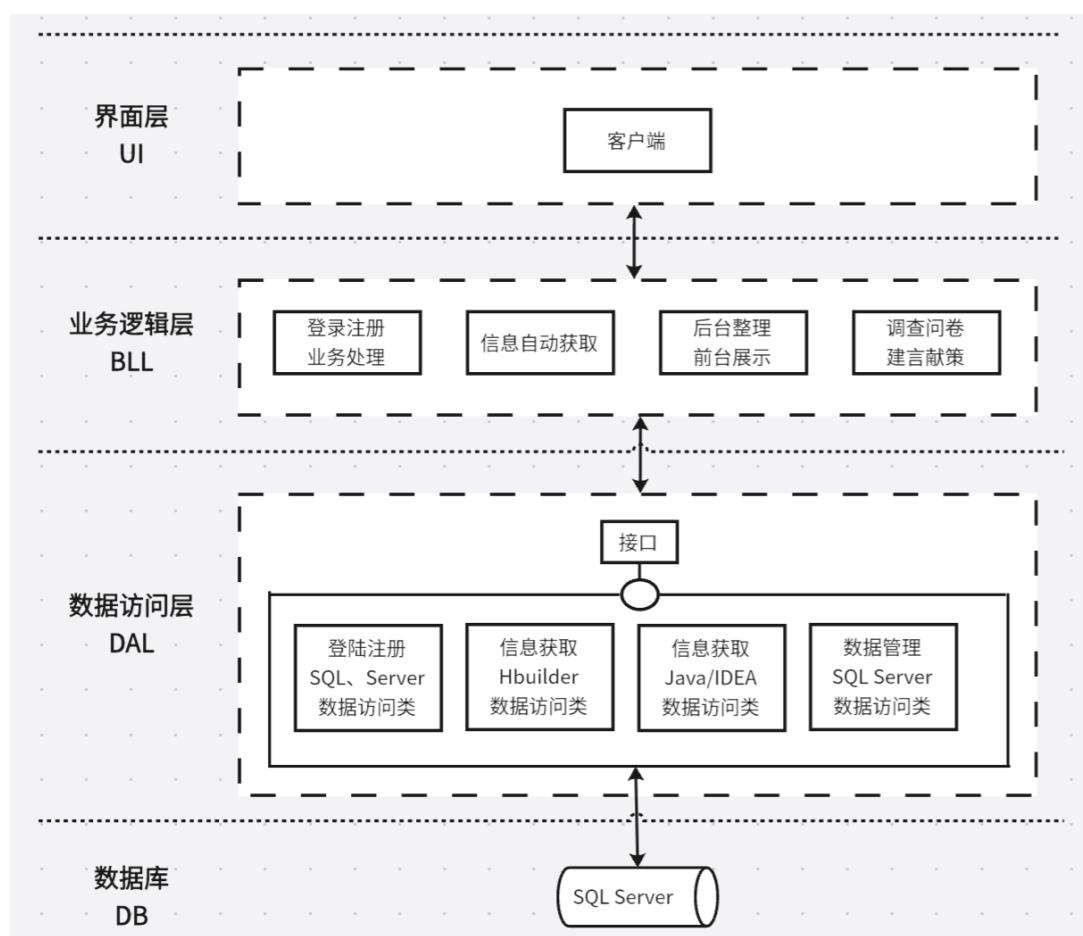 界面层
UI
客户端
业务逻辑层
BLL
登录注册
业务处理
信息自动获取
后台整理
前台展示
调查问卷
建言献策
数据访问层
DAL
接口
登陆注册
SQL、Server
数据访问类
信息获取
Hbuilder
数据访问类
信息获取
Java/IDEA
数据访问类
数据管理
SQL Server
数据访问类
数据库
DB
SQL Server